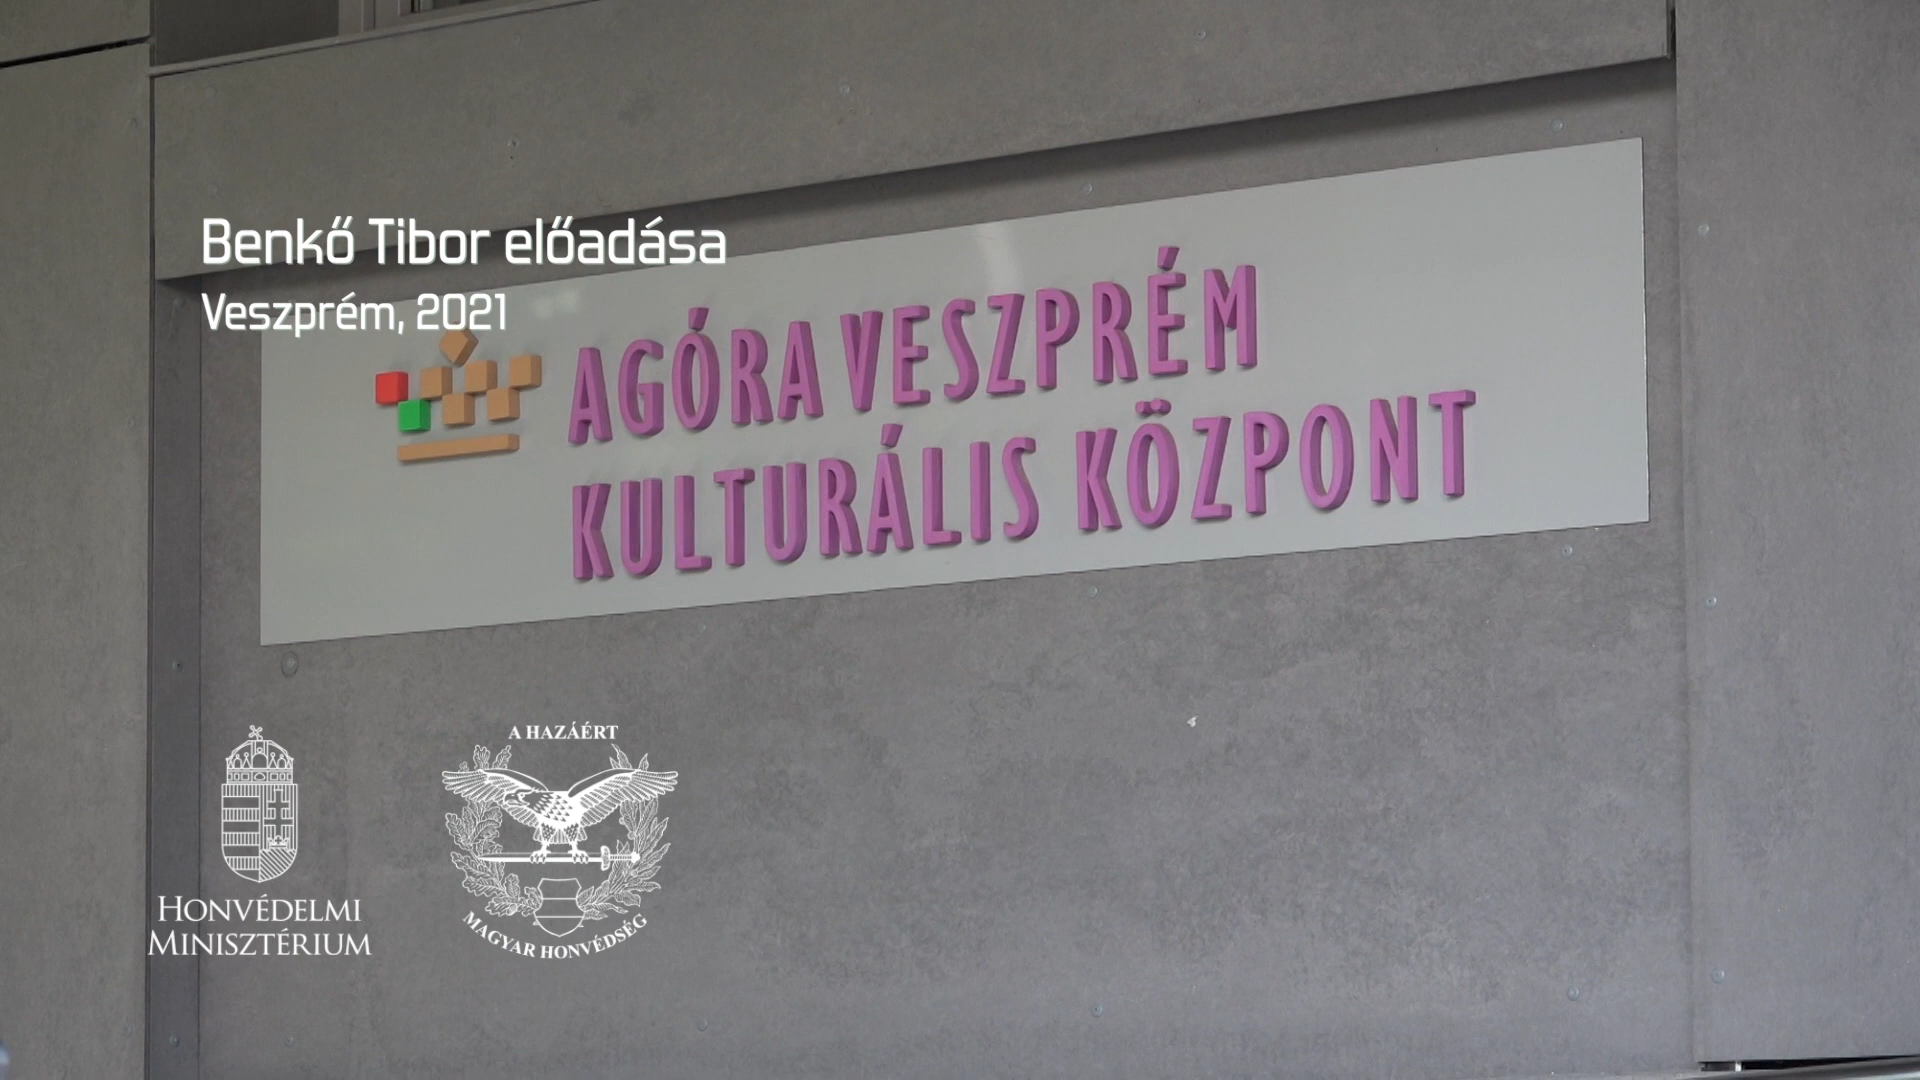 Benkő Tibor előadása
Veszprém, 2021
AGÓRA VESZPRÉM
KULTURÁLIS KÖZPONT
A HAZÁÉRT
MAGYAR HONVÉDSÉG
HONVÉDELMI
MINISZTÉRIUM